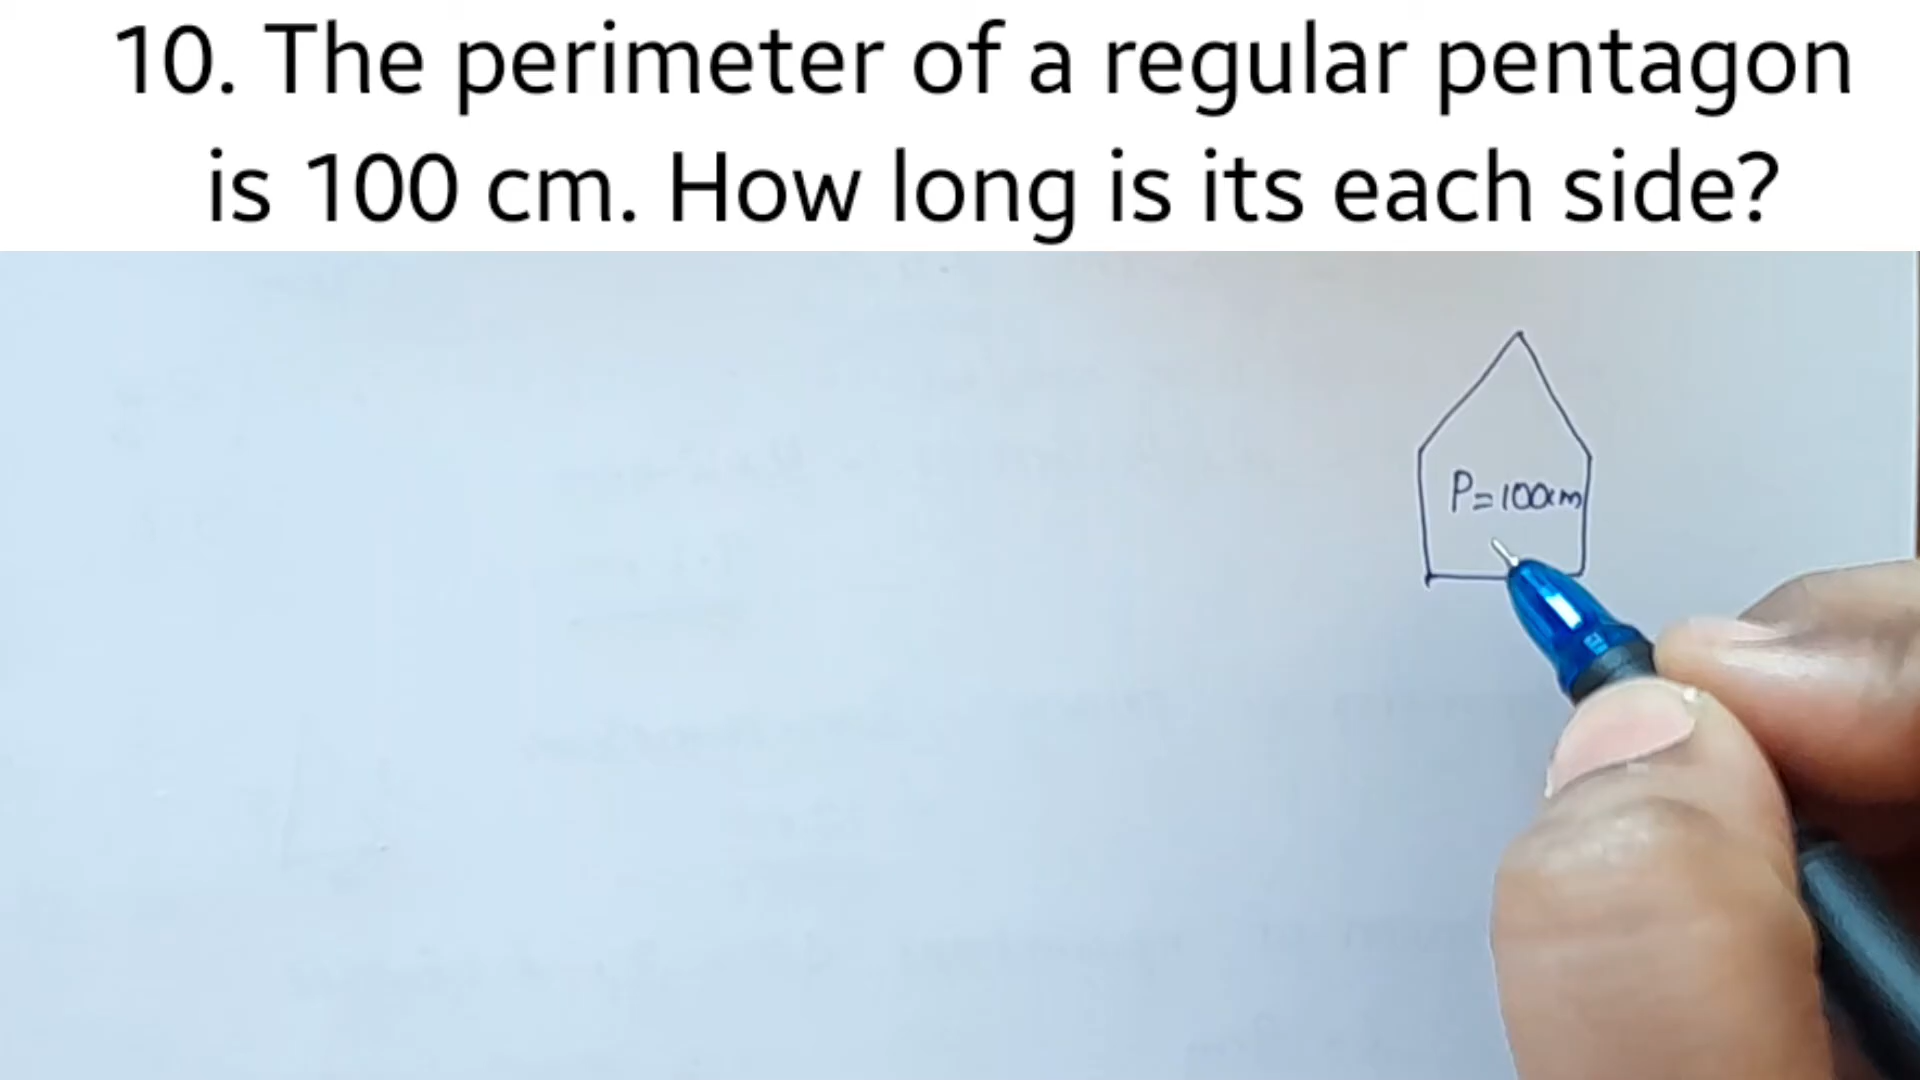 10. The perimeter of a regular pentagon
is 100 cm. How long is its each side?
P=100cm